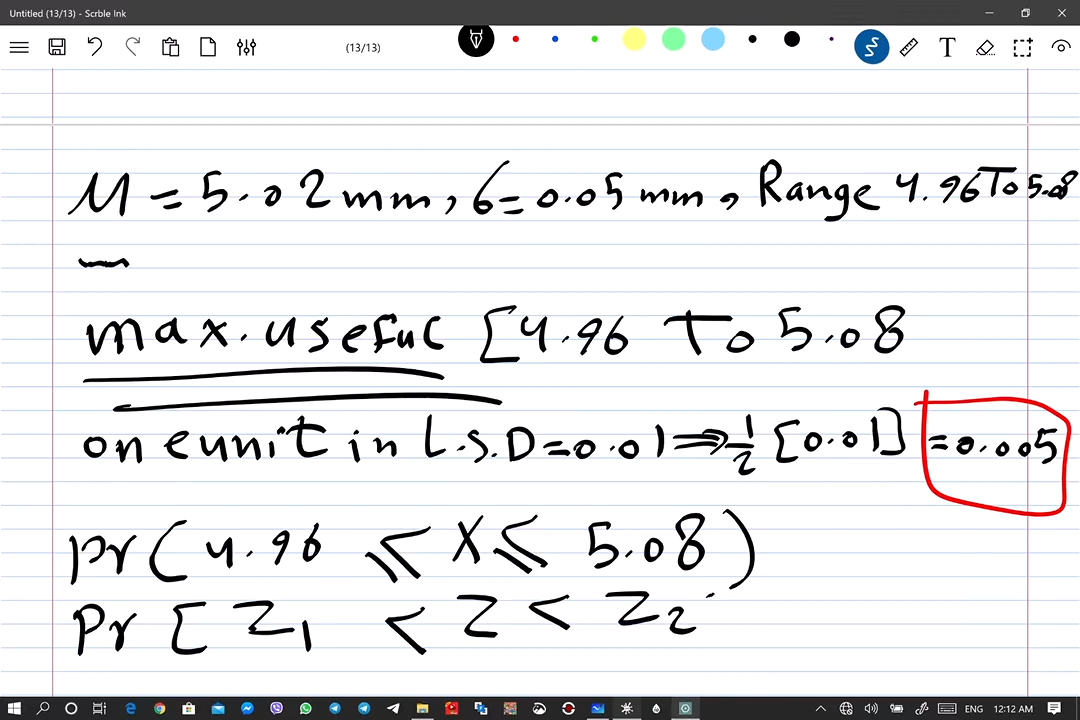 Untitled (13/13) - Scrble Ink
(13/13)
M = 5.02 mm, 6 = 0.05 mm, Range 4.96 To 5.08
max. useful [4.96 To 5.08
on eunit in L.S.D = 0.01 ⇒ 1/2 [0.01] = 0.005
pr ( 4.96 ⩽ X ⩽ 5.08 )
Pr [ Z1 < Z < Z2
ENG 12:12 AM